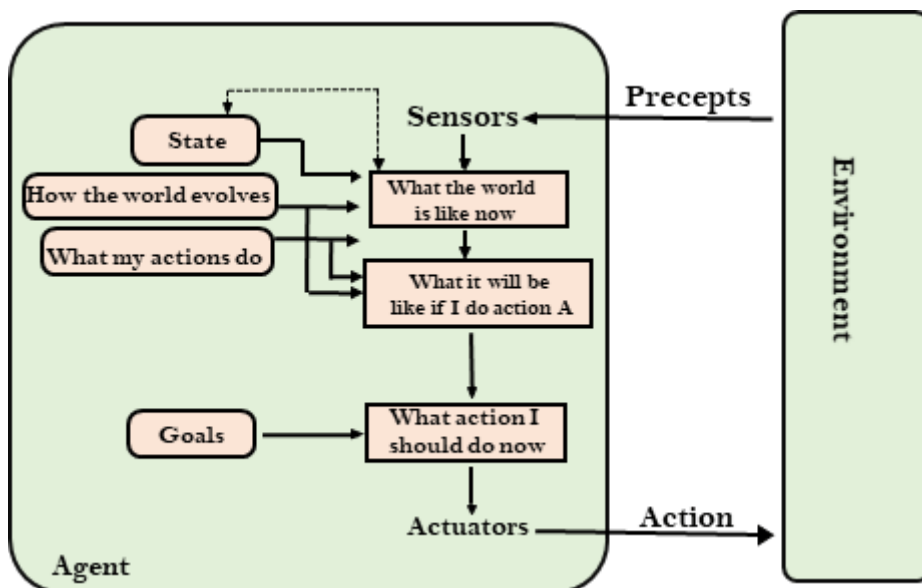 Precepts
Sensors
State
What the world
is like now
How the world evolves
What my actions do
What it will be
like if I do action A
Environment
What action I
should do now
Goals
Actuators
Action
Agent